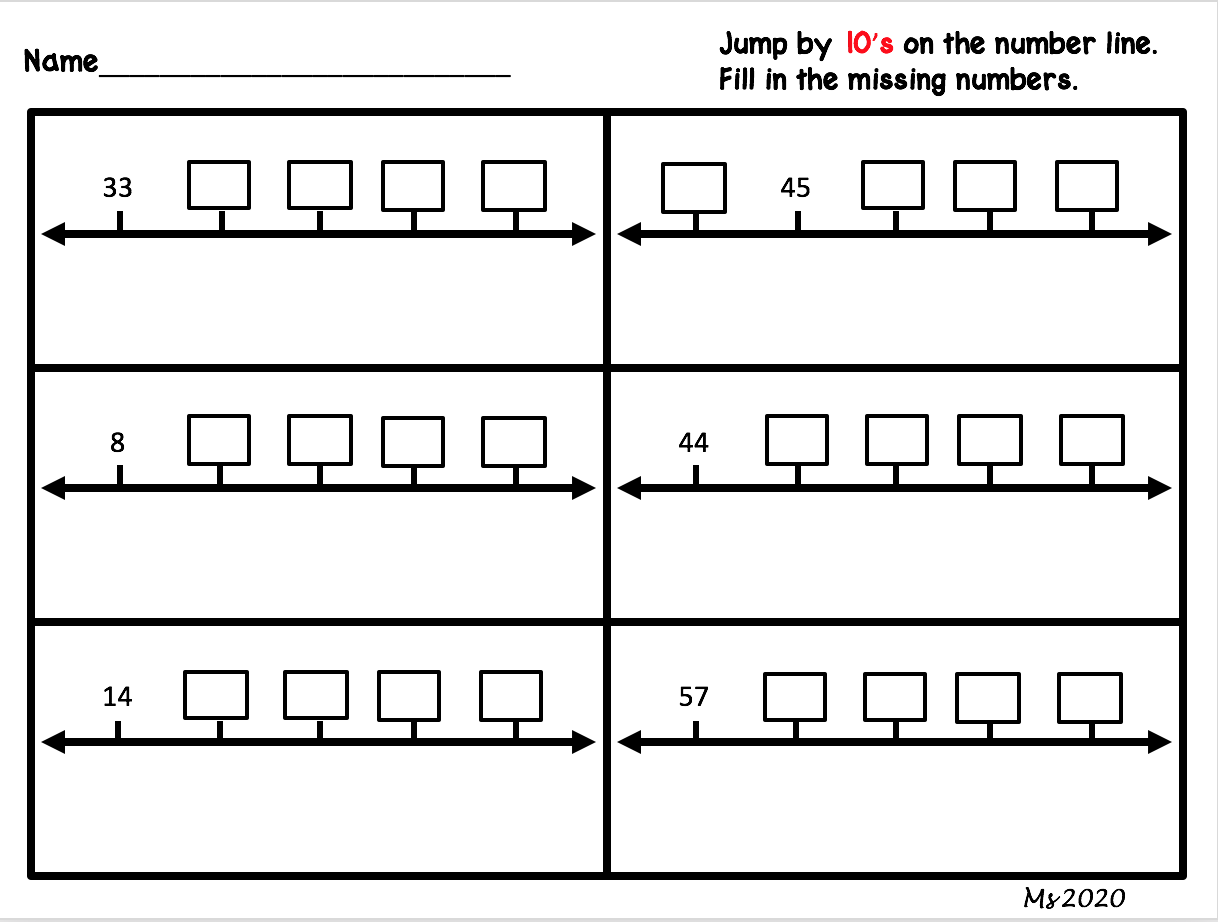 Name
Jump by 10's on the number line.
Fill in the missing numbers.
33
45
8
44
14
57
Ms2020